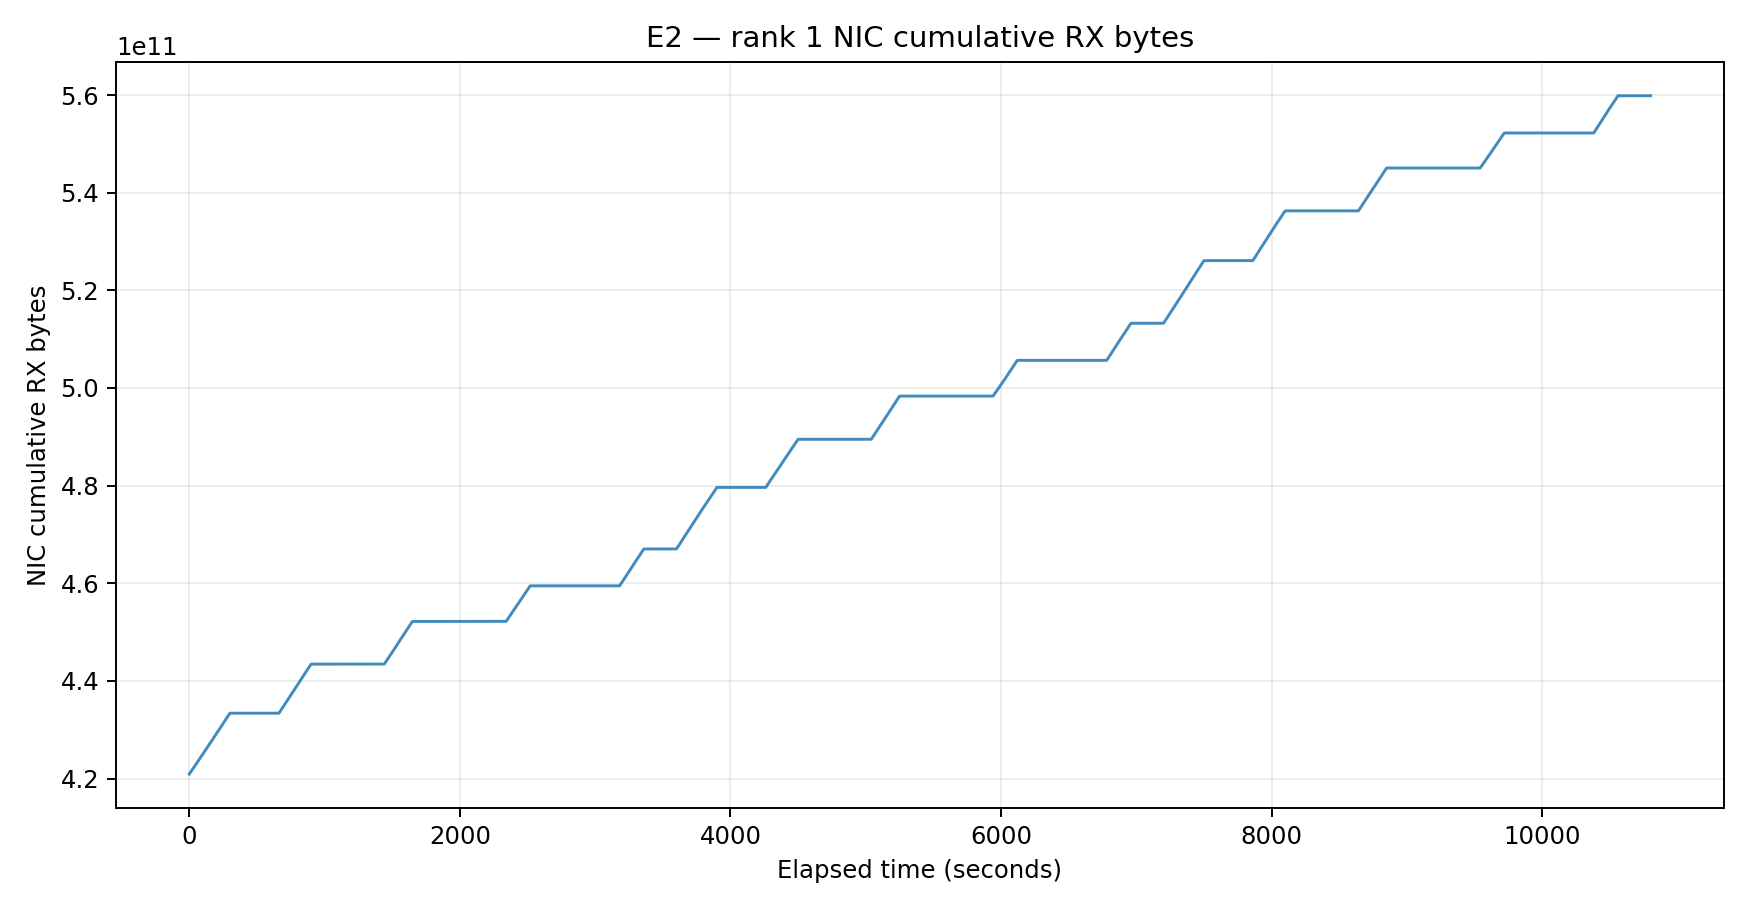 E2 — rank 1 NIC cumulative RX bytes
1e11
5.6
5.4
5.2
5.0
4.8
4.6
4.4
4.2
NIC cumulative RX bytes
0 2000 4000 6000 8000 10000
Elapsed time (seconds)